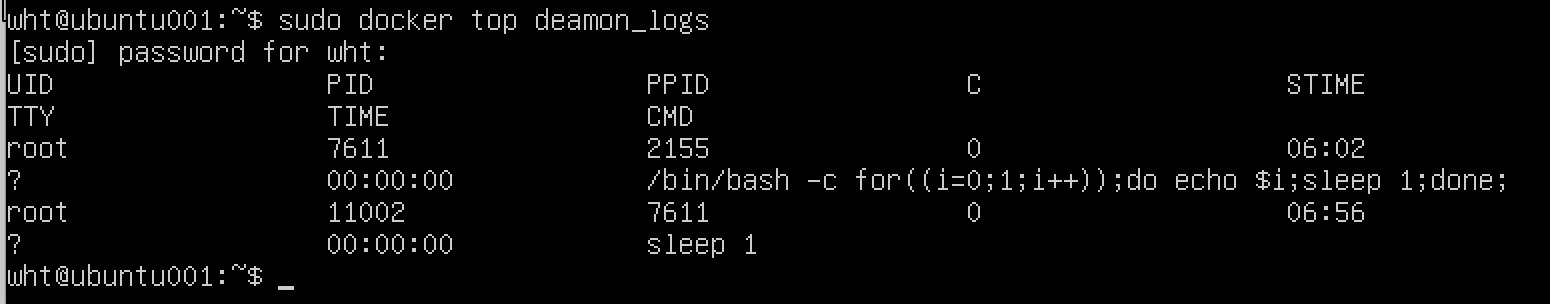 wht@ubuntu001:~$ sudo docker top deamon_logs
[sudo] password for wht:
UID PID PPID C STIME
TTY TIME CMD
root 7611 2155 0 06:02
? 00:00:00 /bin/bash -c for((i=0;1;i++));do echo $i;sleep 1;done;
root 11002 7611 0 06:56
? 00:00:00 sleep 1
wht@ubuntu001:~$ _